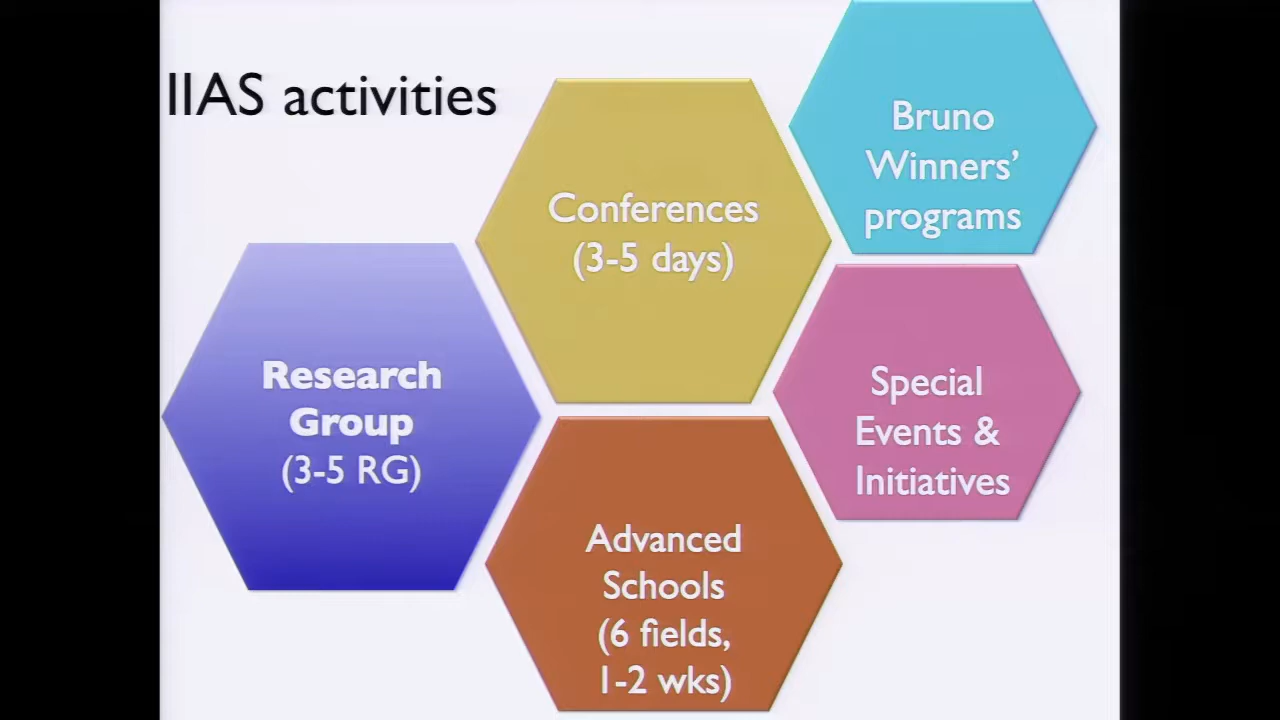 IIAS activities
Bruno
Winners’
programs
Conferences
(3-5 days)
Research
Group
(3-5 RG)
Special
Events &
Initiatives
Advanced
Schools
(6 fields,
1-2 wks)